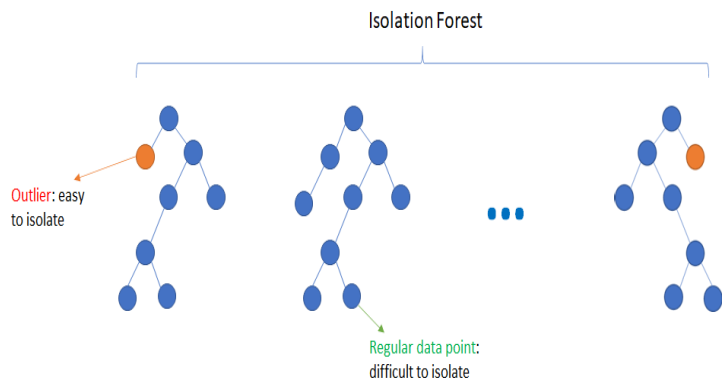 Isolation Forest
Outlier: easy
to isolate
Regular data point:
difficult to isolate